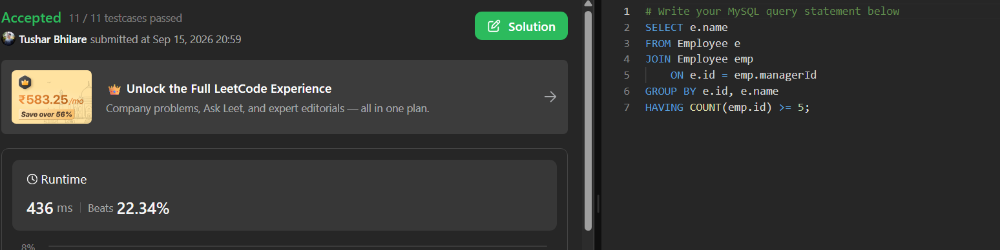 Accepted 11 / 11 testcases passed
Solution
Tushar Bhilare submitted at Sep 15, 2026 20:59
₹583.25/mo
Save over 56%
Unlock the Full LeetCode Experience
Company problems, Ask Leet, and expert editorials — all in one plan.
Runtime
436 ms | Beats 22.34%
8%
1 # Write your MySQL query statement below
2 SELECT e.name
3 FROM Employee e
4 JOIN Employee emp
5     ON e.id = emp.managerId
6 GROUP BY e.id, e.name
7 HAVING COUNT(emp.id) >= 5;